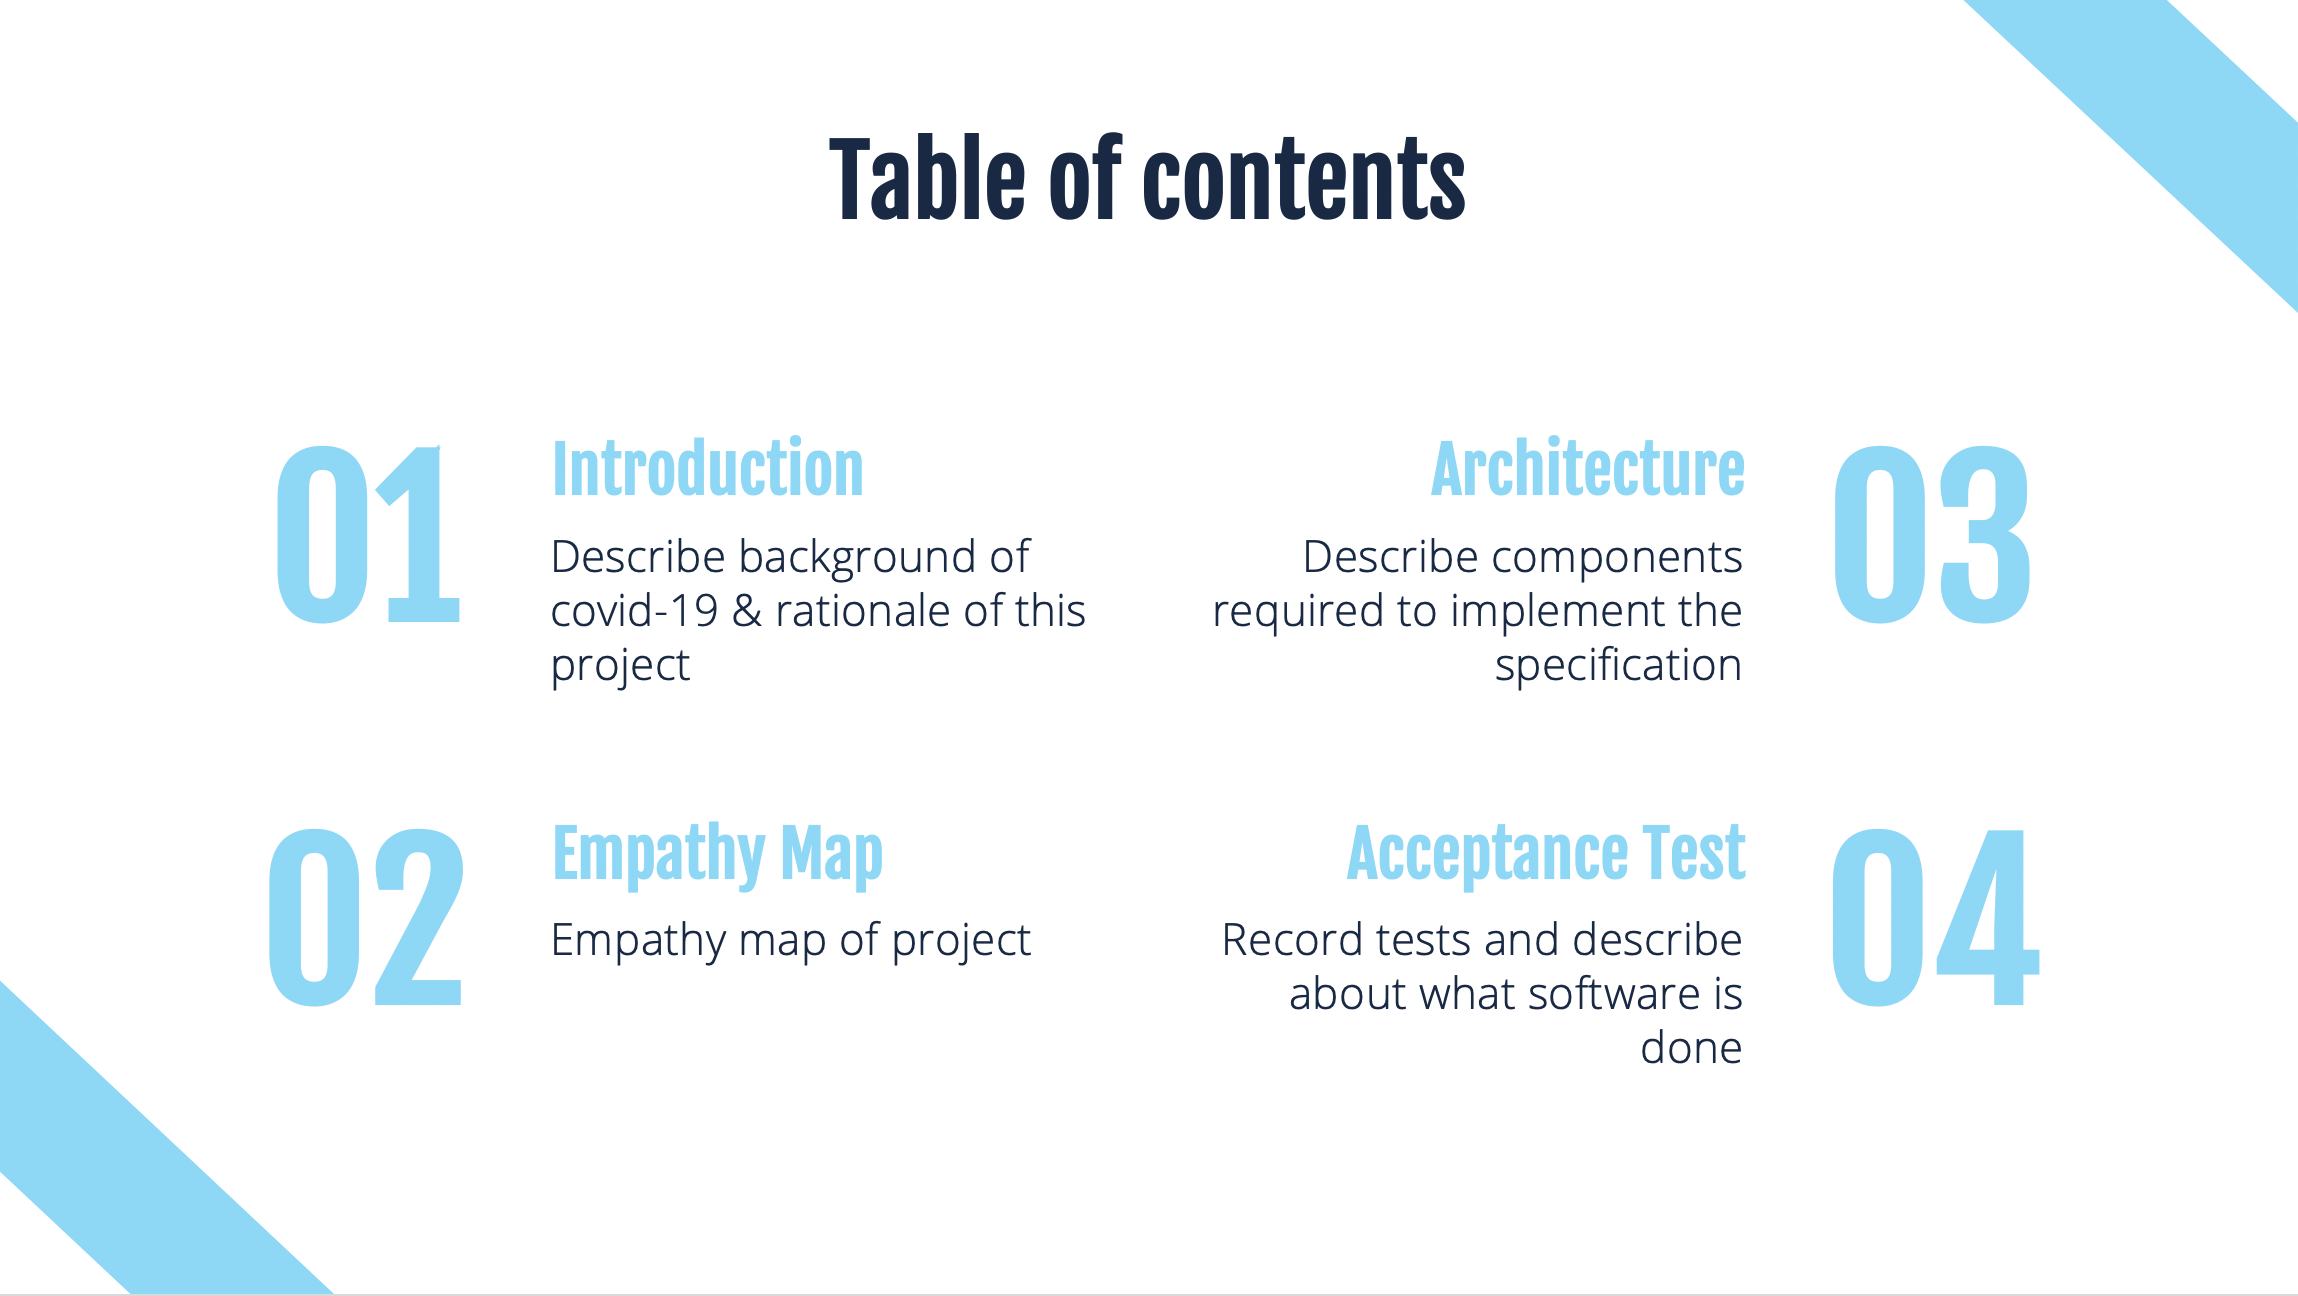 Table of contents
01
Introduction
Describe background of
covid-19 & rationale of this
project
02
Empathy Map
Empathy map of project
03
Architecture
Describe components
required to implement the
specification
04
Acceptance Test
Record tests and describe
about what software is
done